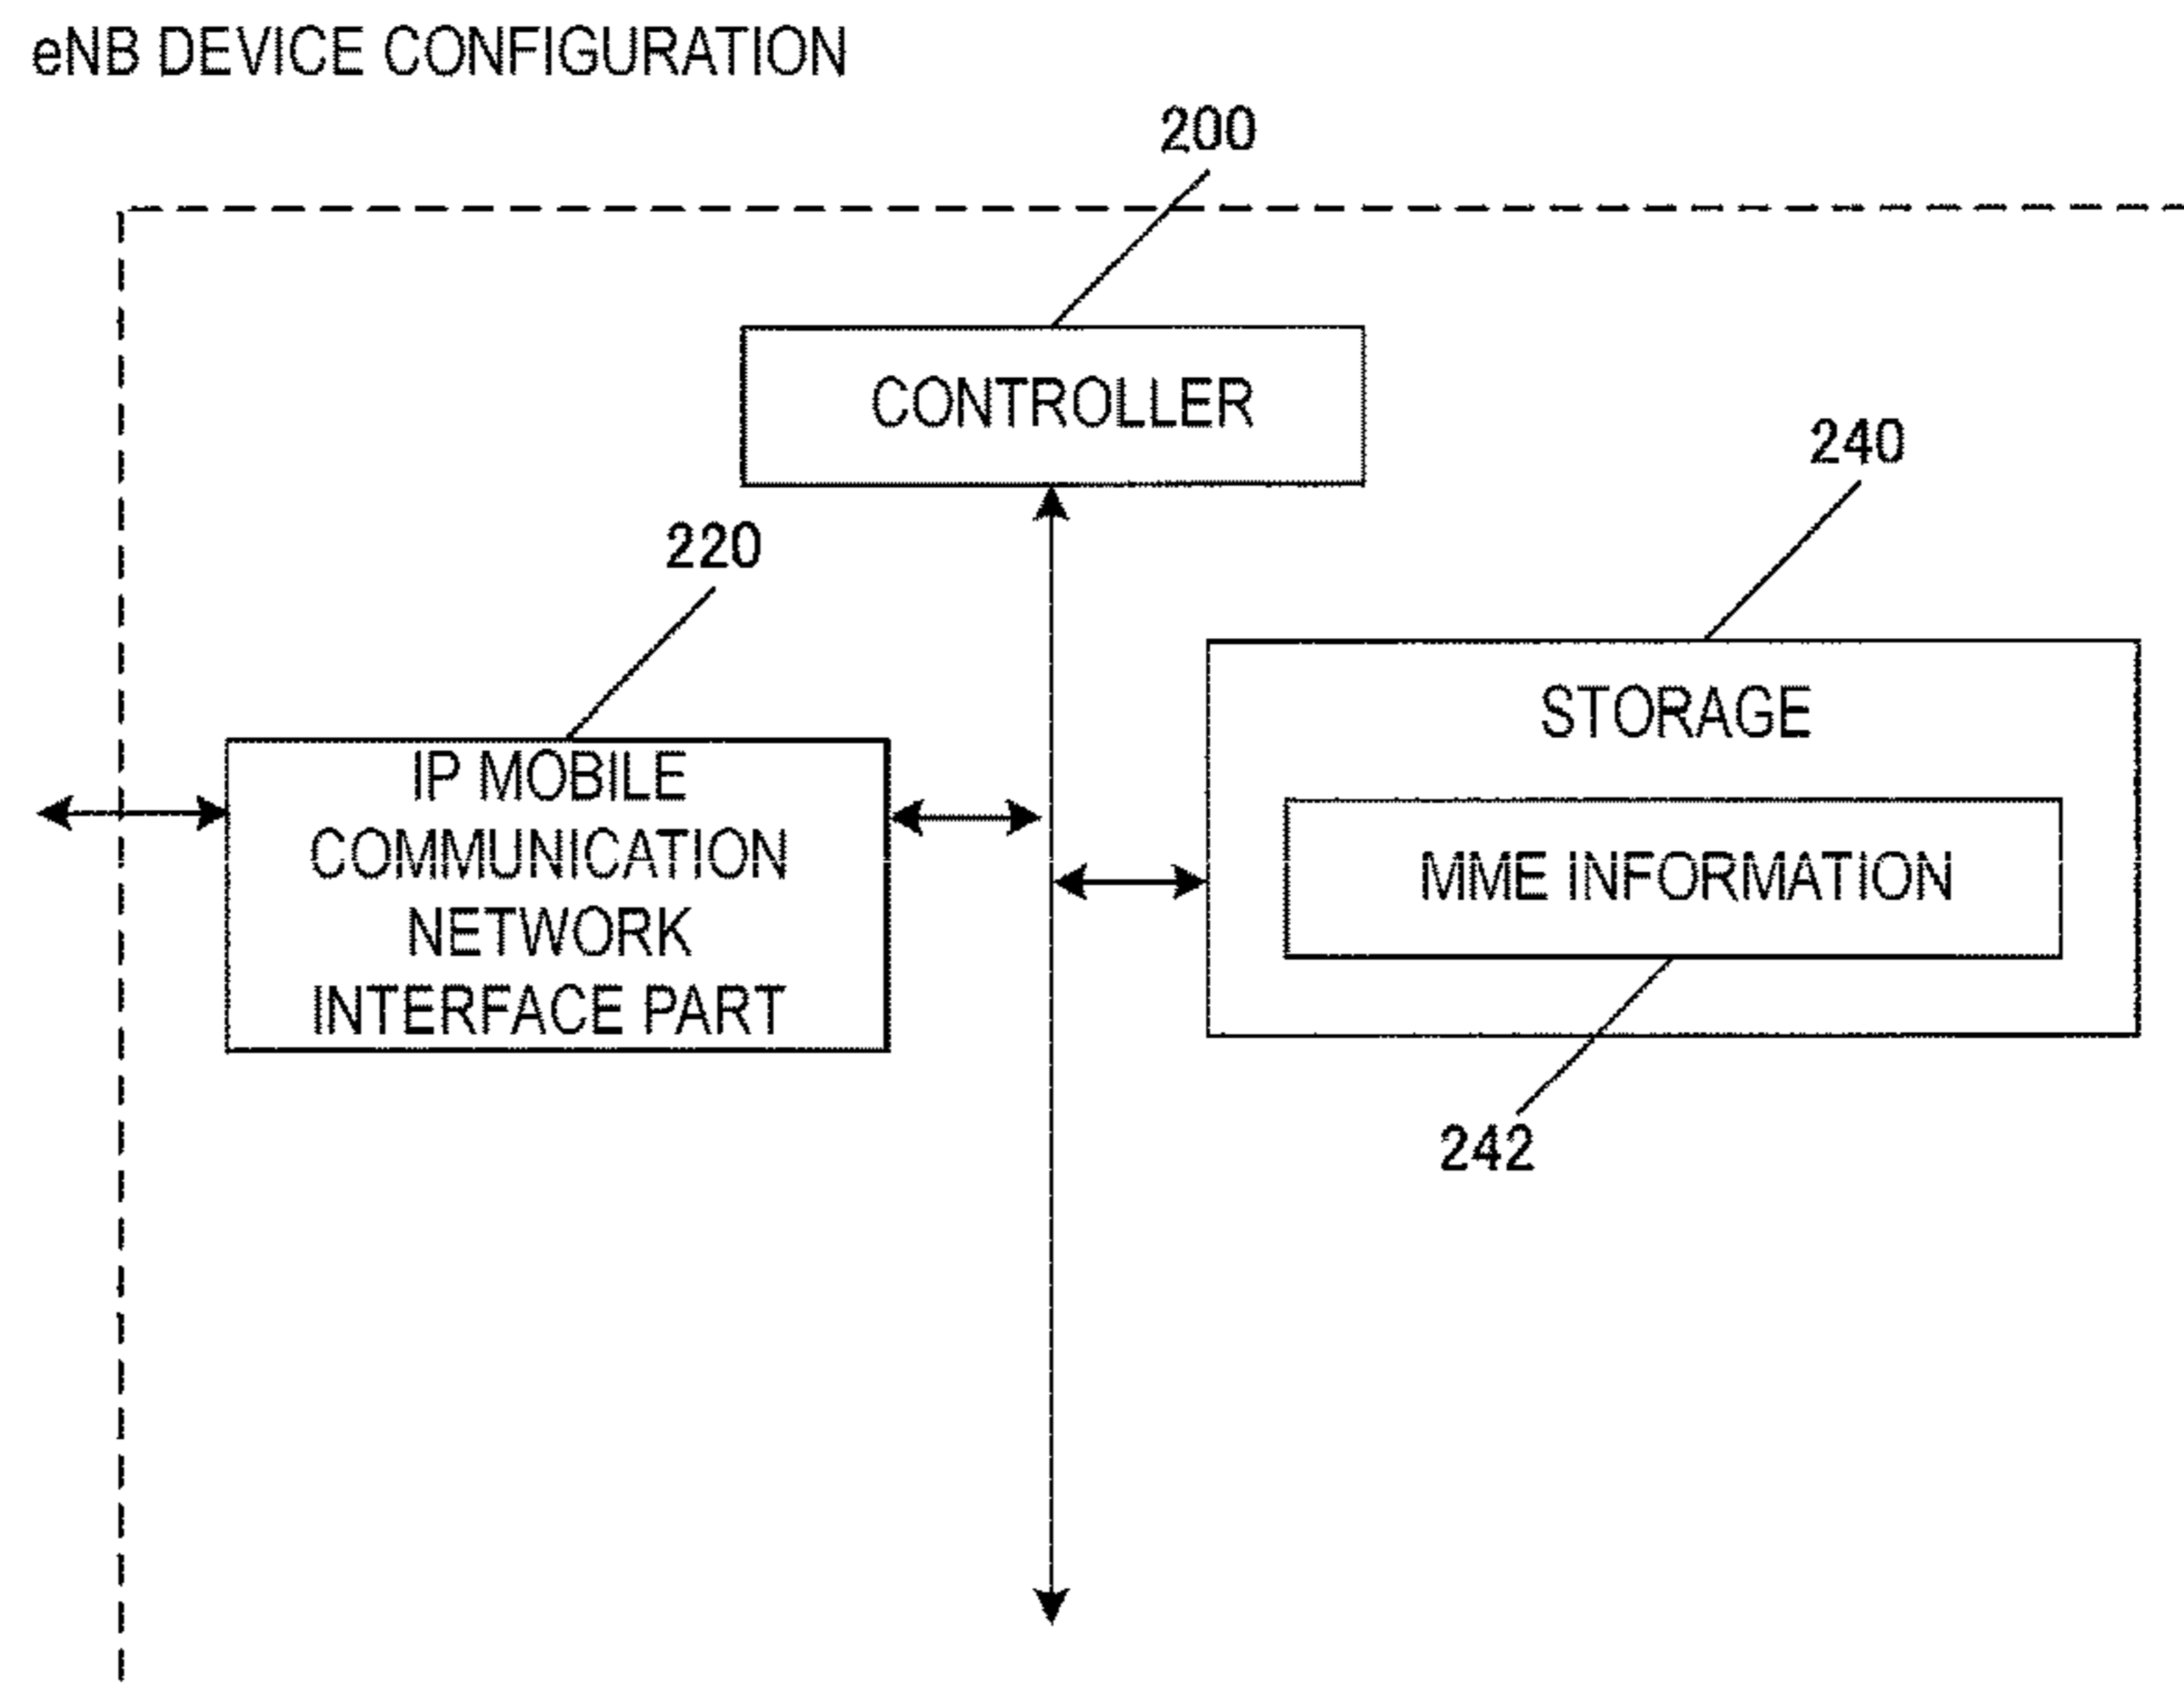 eNB DEVICE CONFIGURATION
200
CONTROLLER
240
220
STORAGE
IP MOBILE
COMMUNICATION
NETWORK
INTERFACE PART
MME INFORMATION
242